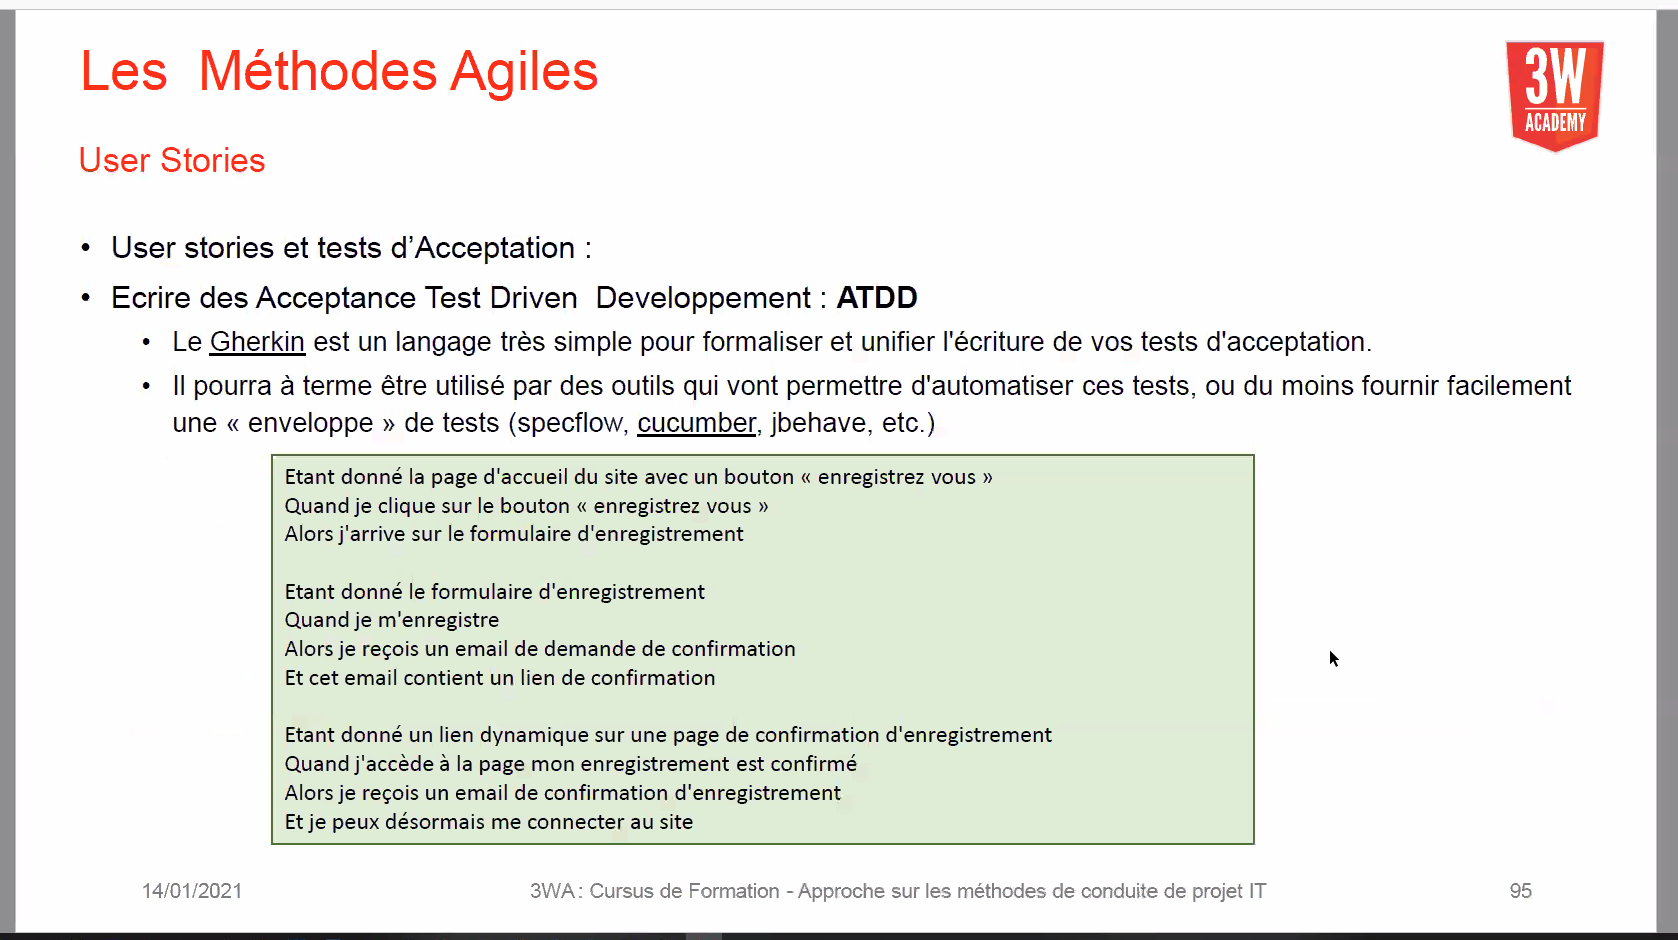 Les Méthodes Agiles
3W
ACADEMY
User Stories
• User stories et tests d’Acceptation :
• Ecrire des Acceptance Test Driven Developpement : ATDD
• Le Gherkin est un langage très simple pour formaliser et unifier l'écriture de vos tests d'acceptation.
• Il pourra à terme être utilisé par des outils qui vont permettre d'automatiser ces tests, ou du moins fournir facilement
une « enveloppe » de tests (specflow, cucumber, jbehave, etc.)
Etant donné la page d'accueil du site avec un bouton « enregistrez vous »
Quand je clique sur le bouton « enregistrez vous »
Alors j'arrive sur le formulaire d'enregistrement
Etant donné le formulaire d'enregistrement
Quand je m'enregistre
Alors je reçois un email de demande de confirmation
Et cet email contient un lien de confirmation
Etant donné un lien dynamique sur une page de confirmation d'enregistrement
Quand j'accède à la page mon enregistrement est confirmé
Alors je reçois un email de confirmation d'enregistrement
Et je peux désormais me connecter au site
14/01/2021
3WA : Cursus de Formation - Approche sur les méthodes de conduite de projet IT
95